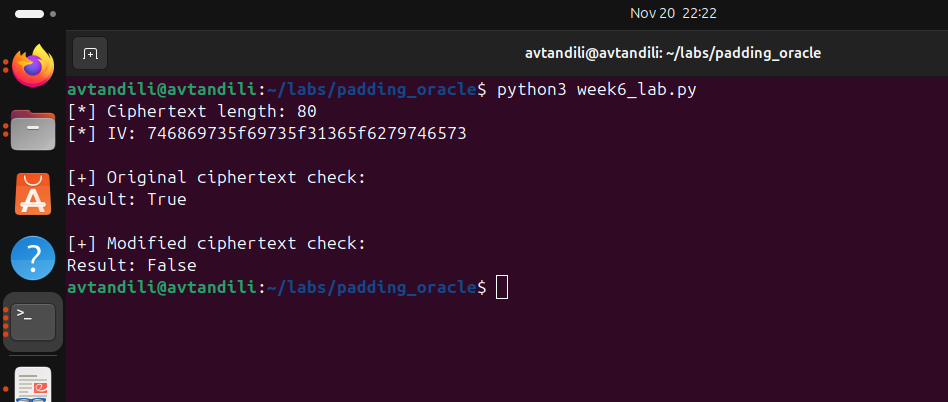 Nov 20 22:22
avtandili@avtandili: ~/labs/padding_oracle
avtandili@avtandili:~/labs/padding_oracle$ python3 week6_lab.py
[*] Ciphertext length: 80
[*] IV: 746869735f69735f31365f6279746573
[+] Original ciphertext check:
Result: True
[+] Modified ciphertext check:
Result: False
avtandili@avtandili:~/labs/padding_oracle$